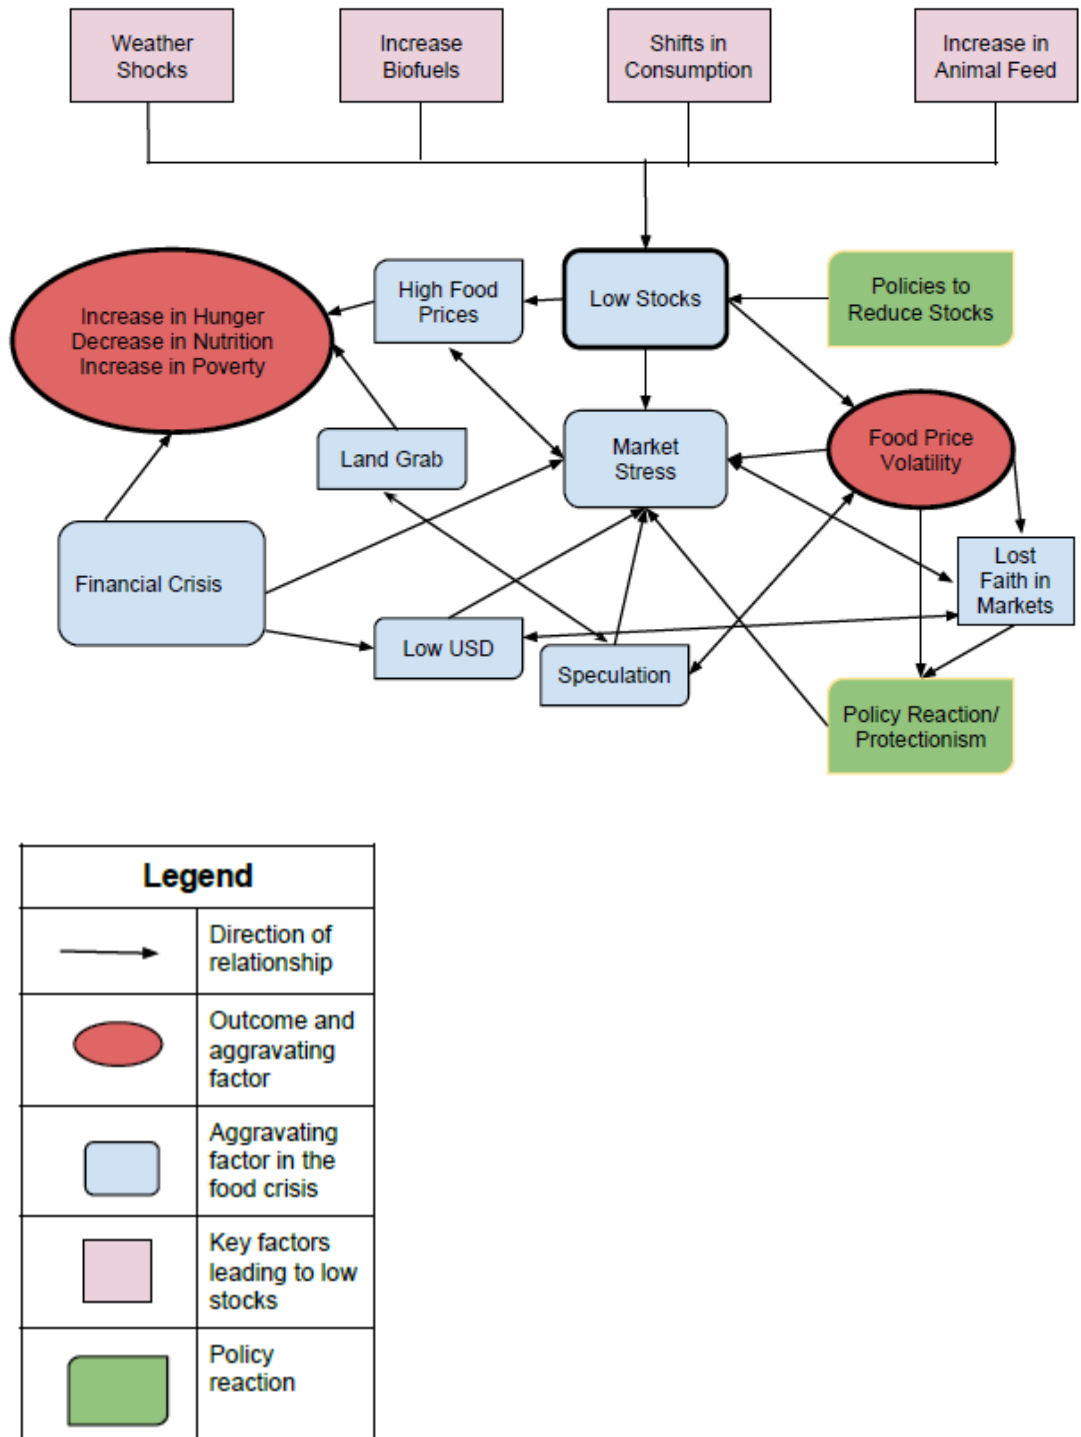 Weather
Shocks
Increase
Biofuels
Shifts in
Consumption
Increase in
Animal Feed
Increase in Hunger
Decrease in Nutrition
Increase in Poverty
High Food
Prices
Low Stocks
Policies to
Reduce Stocks
Land Grab
Market
Stress
Food Price
Volatility
Financial Crisis
Low USD
Speculation
Lost
Faith in
Markets
Policy Reaction/
Protectionism
Legend
Direction of
relationship
Outcome and
aggravating
factor
Aggravating
factor in the
food crisis
Key factors
leading to low
stocks
Policy
reaction